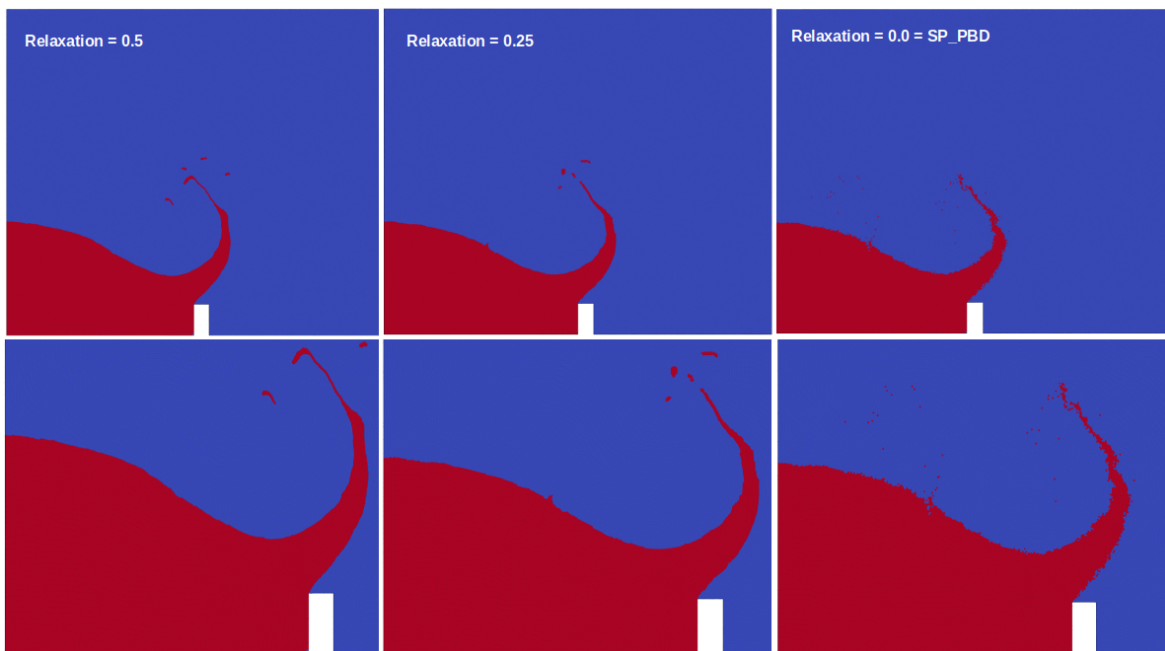 Relaxation = 0.5
Relaxation = 0.25
Relaxation = 0.0 = SP_PBD